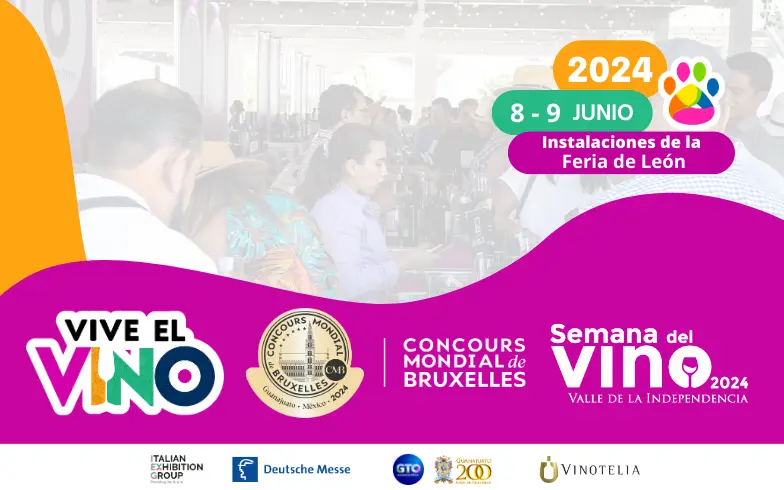 2024
8 - 9 JUNIO
Instalaciones de la
Feria de León
VIVE EL
VINO
CONCOURS MONDIAL
de BRUXELLES
CMB
Guanajuato • México • 2024
CONCOURS
MONDIAL de
BRUXELLES
Semana del
vino 2024
VALLE DE LA INDEPENDENCIA
ITALIAN
EXHIBITION
GROUP
Deutsche Messe
GTO
GUANAJUATO
200
VINOTELIA